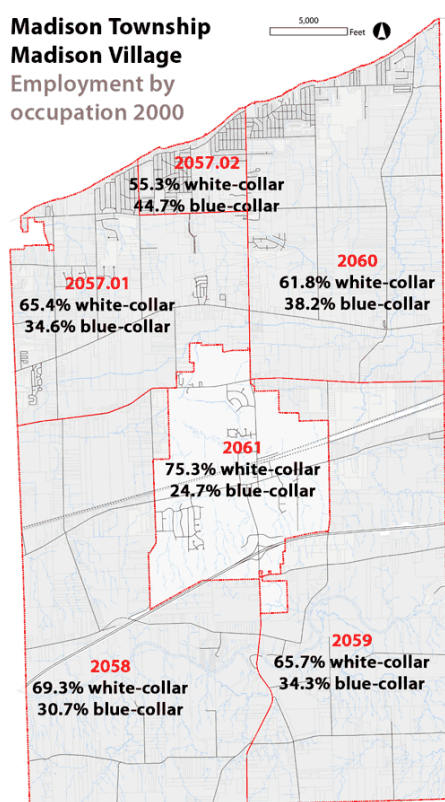 Madison Township
Madison Village
Employment by
occupation 2000
5,000
Feet
2057.02
55.3% white-collar
44.7% blue-collar
2057.01
65.4% white-collar
34.6% blue-collar
2060
61.8% white-collar
38.2% blue-collar
2061
75.3% white-collar
24.7% blue-collar
2058
69.3% white-collar
30.7% blue-collar
2059
65.7% white-collar
34.3% blue-collar